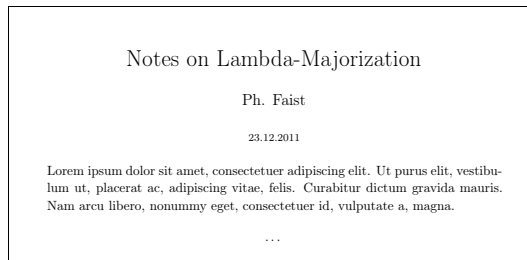 Notes on Lambda-Majorization
Ph. Faist
23.12.2011
Lorem ipsum dolor sit amet, consectetuer adipiscing elit. Ut purus elit, vestibu-
lum ut, placerat ac, adipiscing vitae, felis. Curabitur dictum gravida mauris.
Nam arcu libero, nonummy eget, consectetuer id, vulputate a, magna.
...